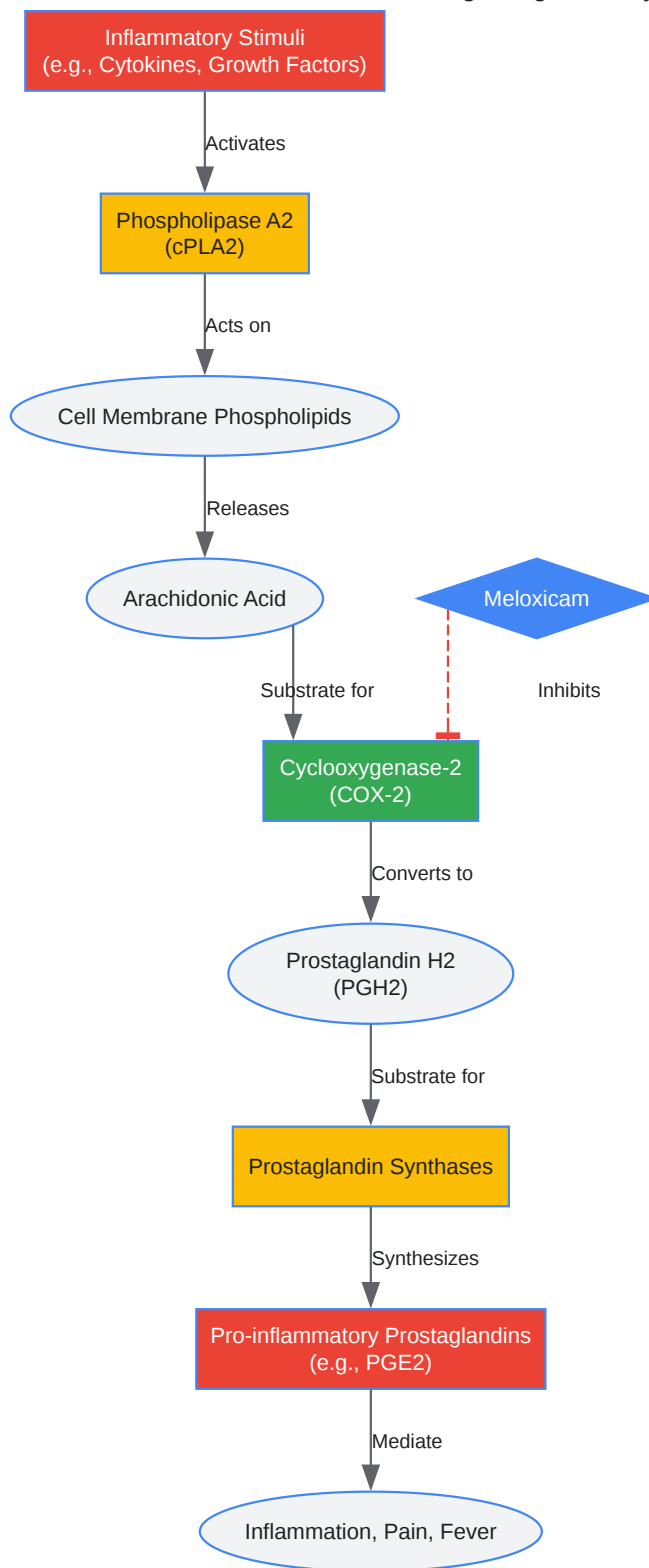 Inflammatory Stimuli
(e.g., Cytokines, Growth Factors)
Activates
Phospholipase A2
(cPLA2)
Acts on
Cell Membrane Phospholipids
Releases
Arachidonic Acid
Meloxicam
Substrate for
Inhibits
Cyclooxygenase-2
(COX-2)
Converts to
Prostaglandin H2
(PGH2)
Substrate for
Prostaglandin Synthases
Synthesizes
Pro-inflammatory Prostaglandins
(e.g., PGE2)
Mediate
Inflammation, Pain, Fever